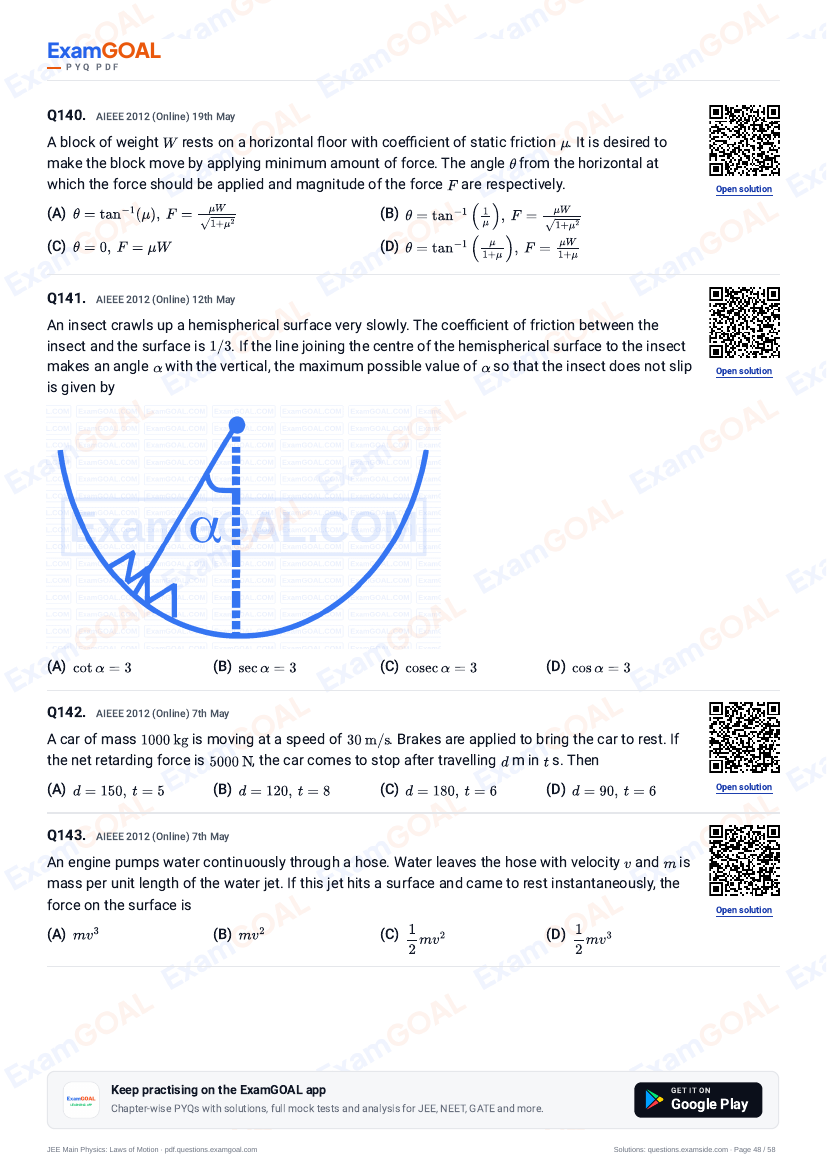 ExamGOAL
PYQ PDF
Q140. AIEEE 2012 (Online) 19th May
A block of weight W rests on a horizontal floor with coefficient of static friction μ. It is desired to
make the block move by applying minimum amount of force. The angle θ from the horizontal at
which the force should be applied and magnitude of the force F are respectively.
Open solution
(A) θ = tan⁻¹(μ), F = μW/√(1+μ²) (B) θ = tan⁻¹(1/μ), F = μW/√(1+μ²)
(C) θ = 0, F = μW (D) θ = tan⁻¹(μ/(1+μ)), F = μW/(1+μ)
Q141. AIEEE 2012 (Online) 12th May
An insect crawls up a hemispherical surface very slowly. The coefficient of friction between the
insect and the surface is 1/3. If the line joining the centre of the hemispherical surface to the insect
makes an angle α with the vertical, the maximum possible value of α so that the insect does not slip
is given by
Open solution
ExamGOAL.COM
α
(A) cot α = 3 (B) sec α = 3 (C) cosec α = 3 (D) cos α = 3
Q142. AIEEE 2012 (Online) 7th May
A car of mass 1000 kg is moving at a speed of 30 m/s. Brakes are applied to bring the car to rest. If
the net retarding force is 5000 N, the car comes to stop after travelling d m in t s. Then
Open solution
(A) d = 150, t = 5 (B) d = 120, t = 8 (C) d = 180, t = 6 (D) d = 90, t = 6
Q143. AIEEE 2012 (Online) 7th May
An engine pumps water continuously through a hose. Water leaves the hose with velocity v and m is
mass per unit length of the water jet. If this jet hits a surface and came to rest instantaneously, the
force on the surface is
Open solution
(A) mv³ (B) mv² (C) 1/2 mv² (D) 1/2 mv³
ExamGOAL
Keep practising on the ExamGOAL app
Chapter-wise PYQs with solutions, full mock tests and analysis for JEE, NEET, GATE and more.
GET IT ON
Google Play
JEE Main Physics: Laws of Motion · pdf.questions.examgoal.com
Solutions: questions.examside.com · Page 48 / 58